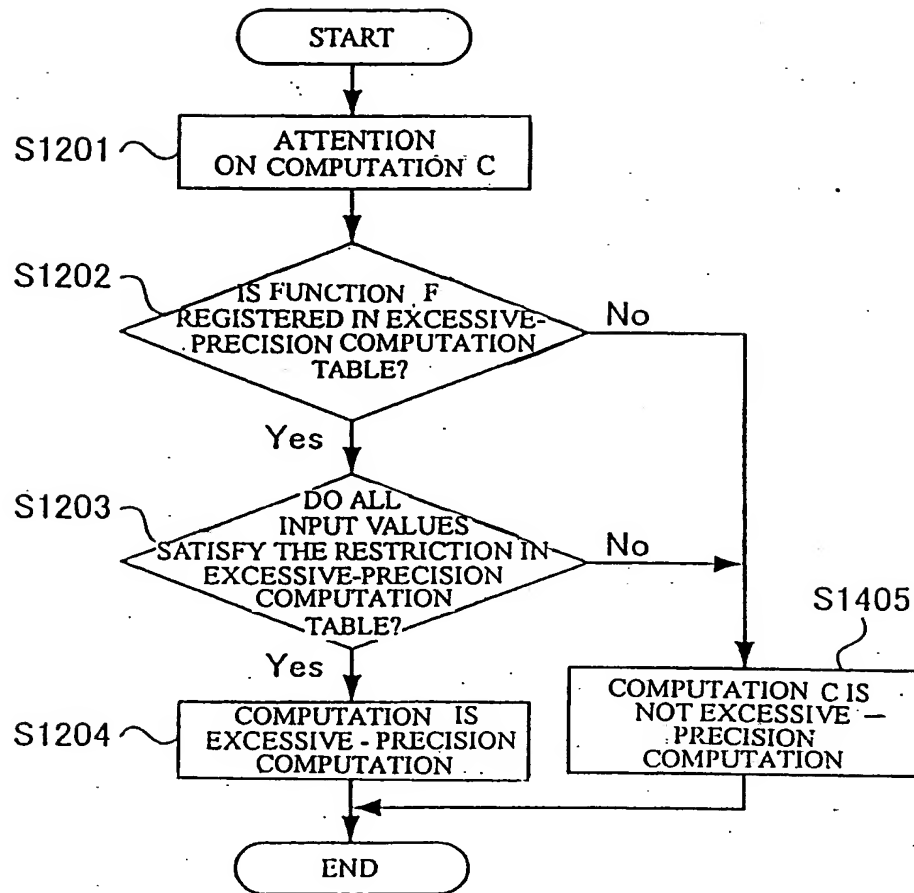 START
S1201
ATTENTION
ON COMPUTATION C
S1202
IS FUNCTION F
REGISTERED IN EXCESSIVE-
PRECISION COMPUTATION
TABLE?
No
Yes
S1203
DO ALL
INPUT VALUES
SATISFY THE RESTRICTION IN
EXCESSIVE-PRECISION
COMPUTATION
TABLE?
No
Yes
S1204
COMPUTATION IS
EXCESSIVE - PRECISION
COMPUTATION
S1405
COMPUTATION C IS
NOT EXCESSIVE -
PRECISION
COMPUTATION
END